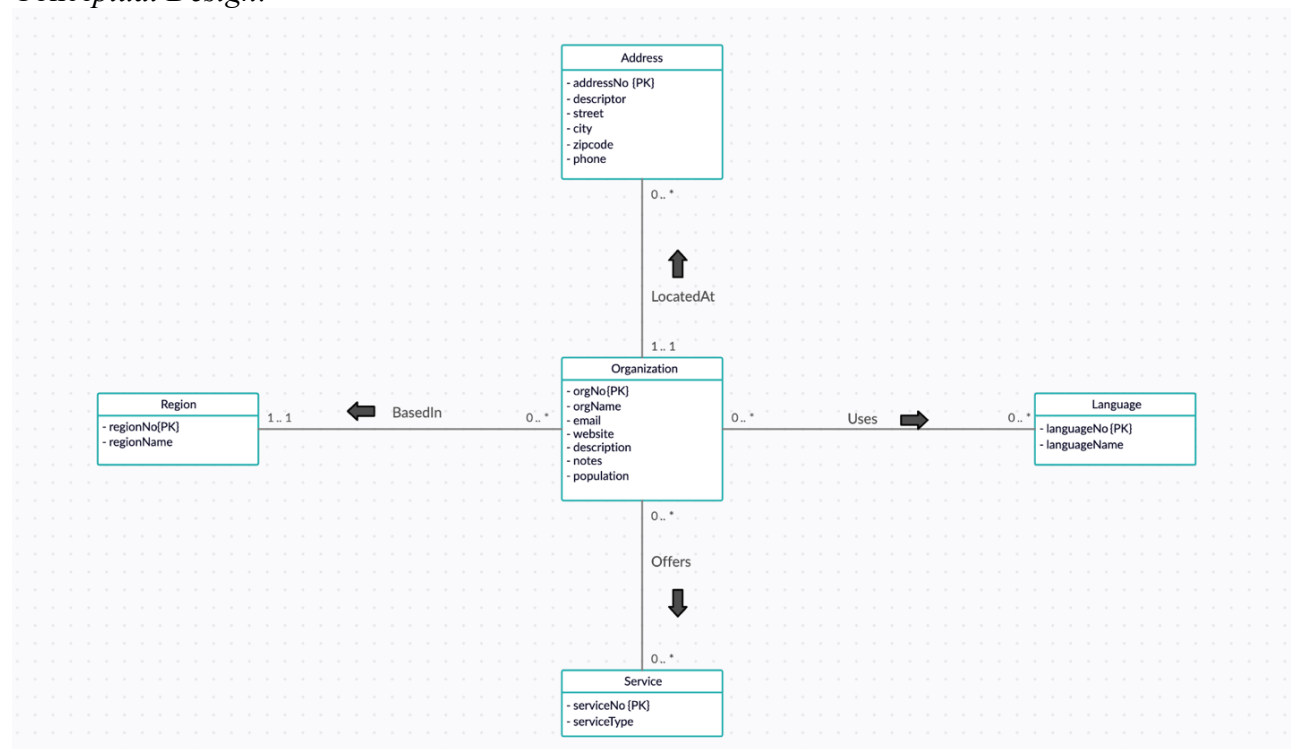 Conceptual Design:
Address
- addressNo {PK}
- descriptor
- street
- city
- zipcode
- phone
0.. *
LocatedAt
1.. 1
Organization
- orgNo{PK}
- orgName
- email
- website
- description
- notes
- population
Region
- regionNo{PK}
- regionName
1.. 1
BasedIn
0.. *
0.. *
Uses
0.. *
Language
- languageNo {PK}
- languageName
0.. *
Offers
0.. *
Service
- serviceNo {PK}
- serviceType